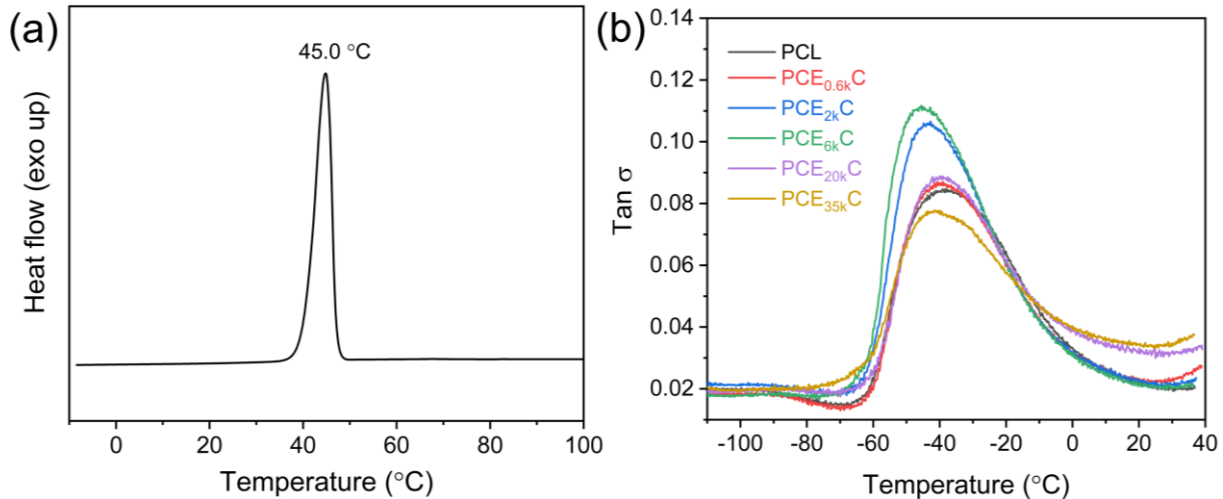 (a)
45.0 °C
Heat flow (exo up)
0 20 40 60 80 100
Temperature (°C)
(b)
0.14
0.12
0.10
0.08
0.06
0.04
0.02
Tan σ
PCL
PCE0.6kC
PCE2kC
PCE6kC
PCE20kC
PCE35kC
-100 -80 -60 -40 -20 0 20 40
Temperature (°C)